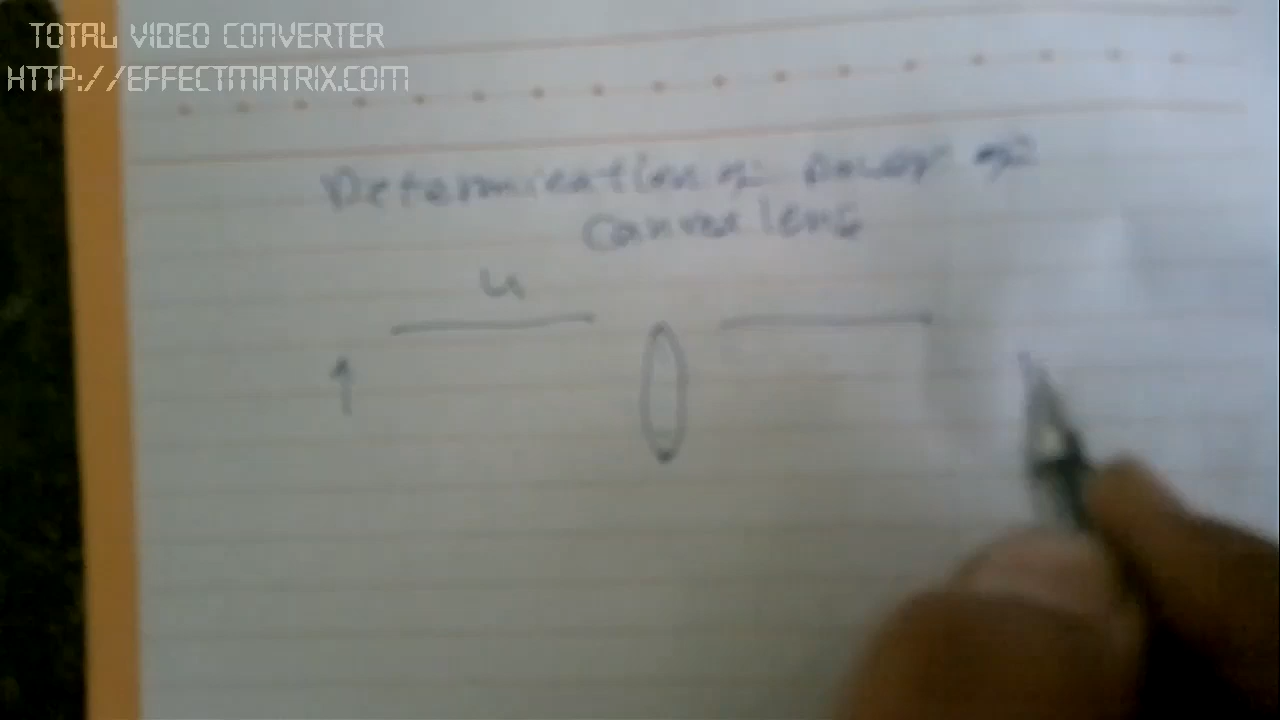 TOTAL VIDEO CONVERTER
HTTP://EFFECTMATRIX.COM
Determination of power of
Convex lens
u